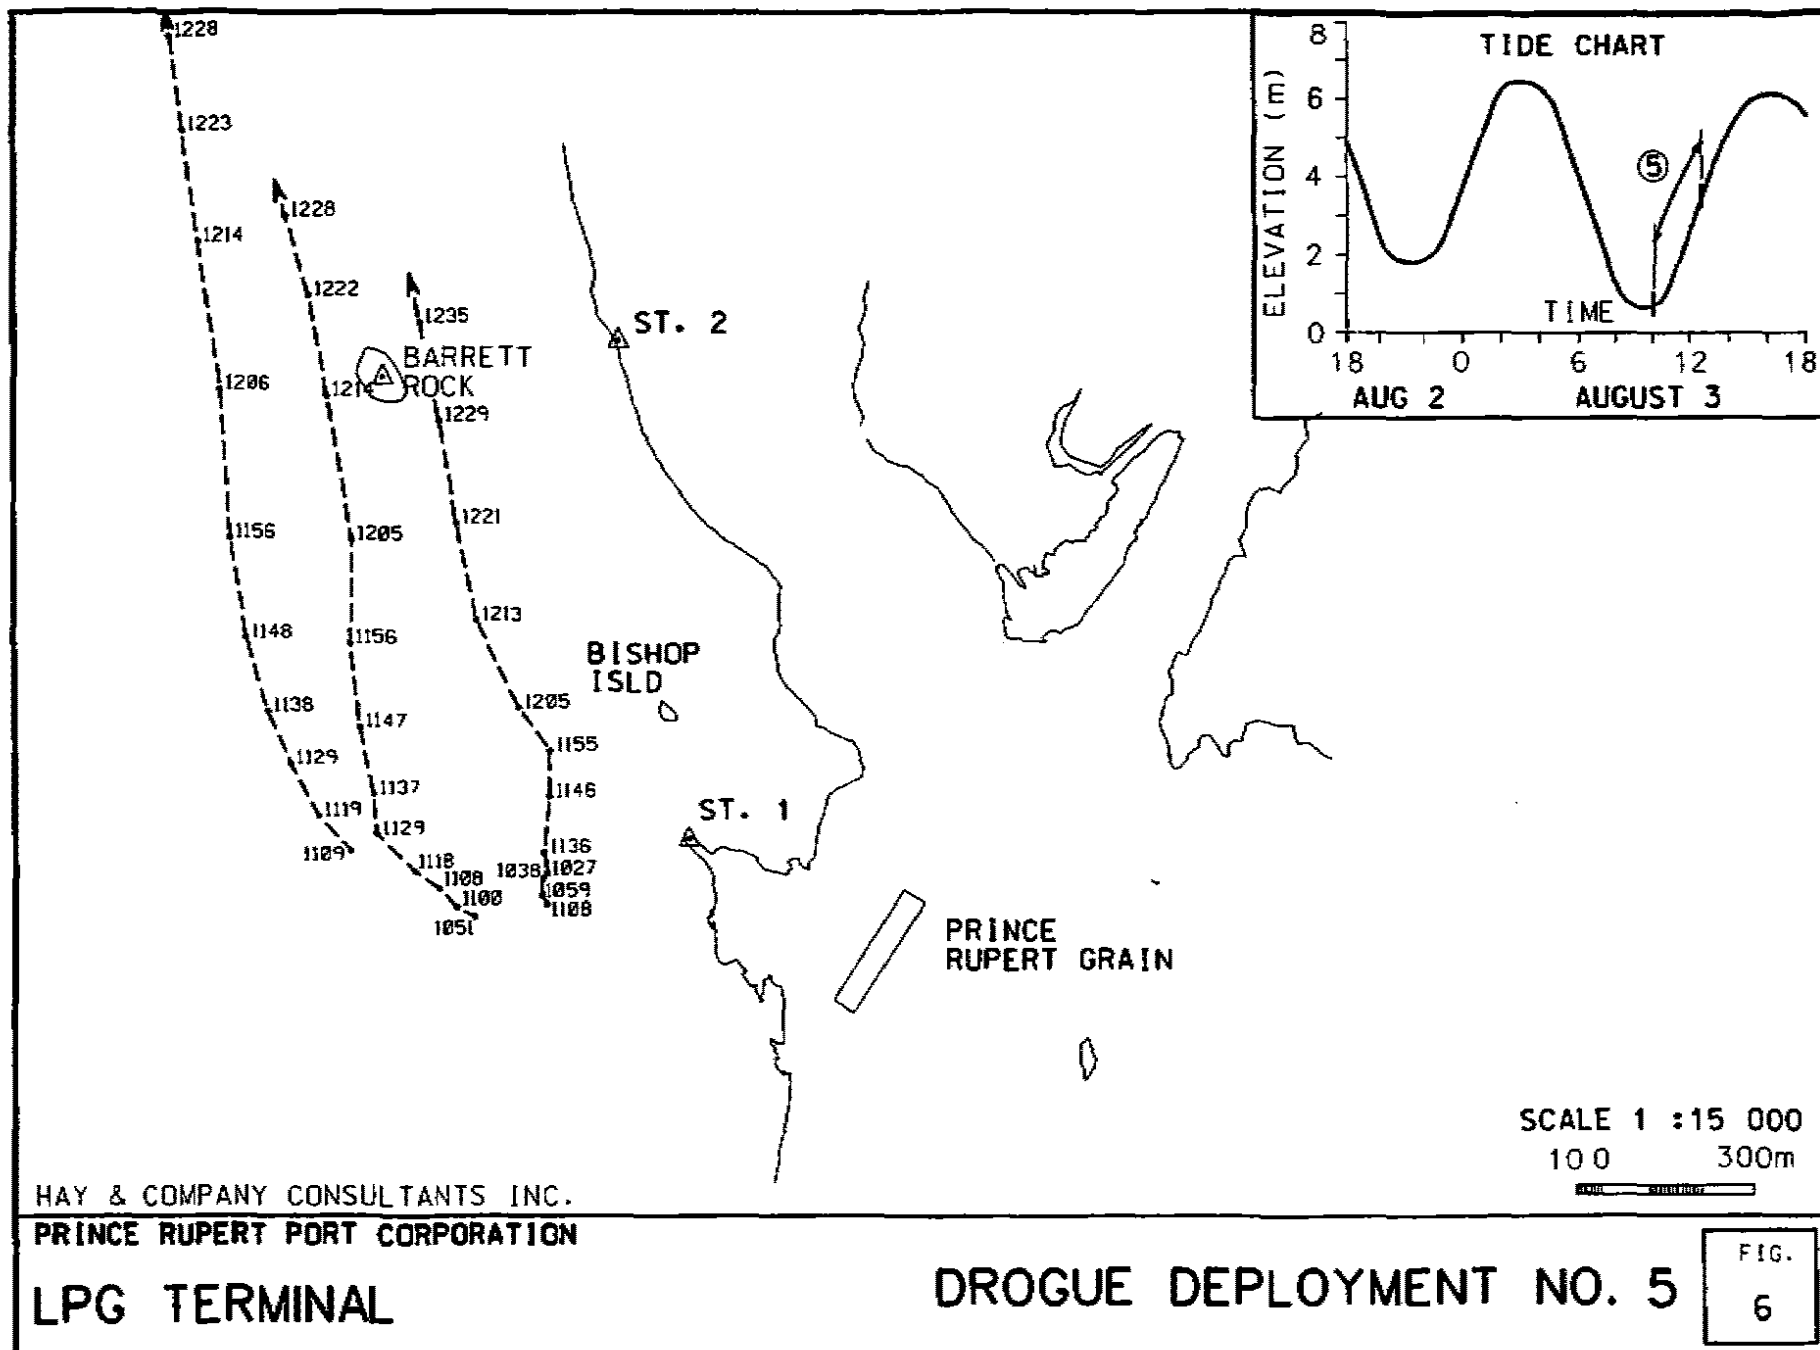 1228
1223
1214
1206
1156
1148
1138
1129
1119
1109
1228
1222
1214
1205
1156
1147
1137
1129
1118
1108
1100
1051
1235
1229
1221
1213
1205
1155
1146
1136
1038
1027
1059
1108
BARRETT
ROCK
ST. 2
BISHOP
ISLD
ST. 1
PRINCE
RUPERT GRAIN
TIDE CHART
ELEVATION (m)
8
6
4
2
0
5
TIME
18 0 6 12 18
AUG 2 AUGUST 3
SCALE 1 :15 000
100 300m
HAY & COMPANY CONSULTANTS INC.
PRINCE RUPERT PORT CORPORATION
LPG TERMINAL
DROGUE DEPLOYMENT NO. 5
FIG.
6